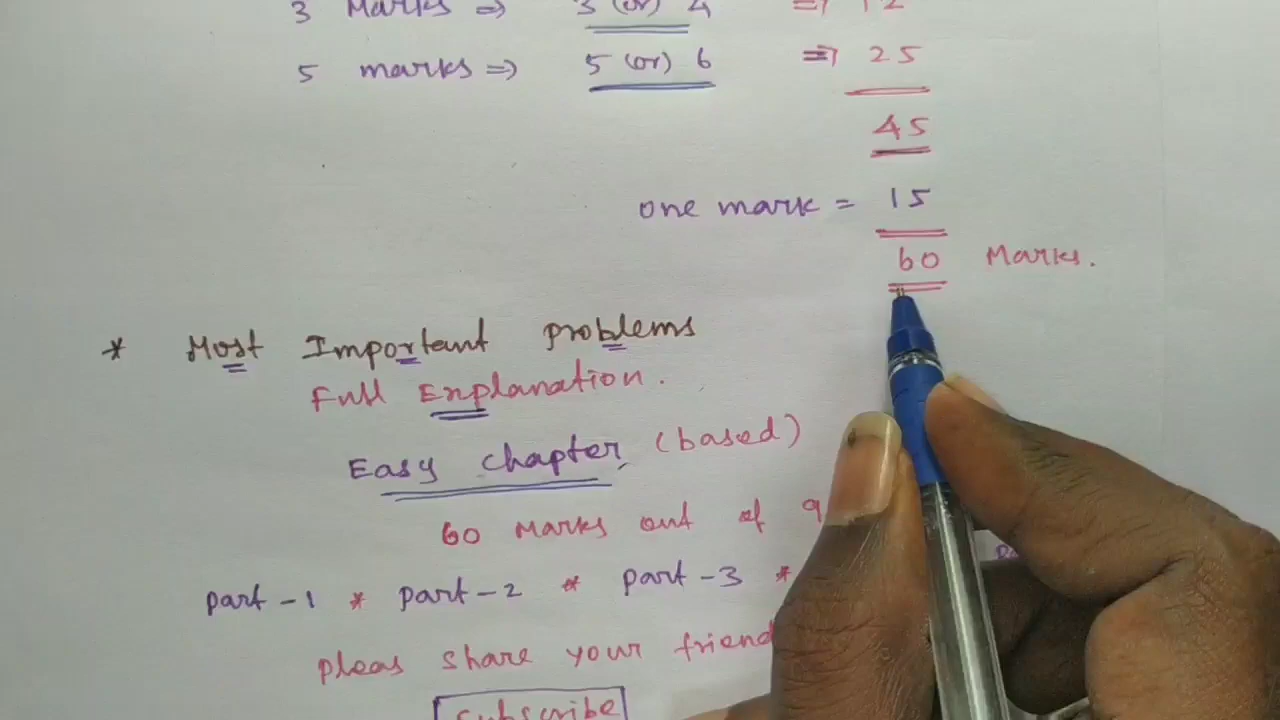 3 Marks => 3 (or) 4 => 12
5 marks => 5 (or) 6 => 25
45
one mark = 15
60 Marks.
* Most Important problems
Full Explanation.
Easy chapter (based)
60 Marks out of 9
part-1 * part-2 * part-3 *
pleas share your friend
Subscribe